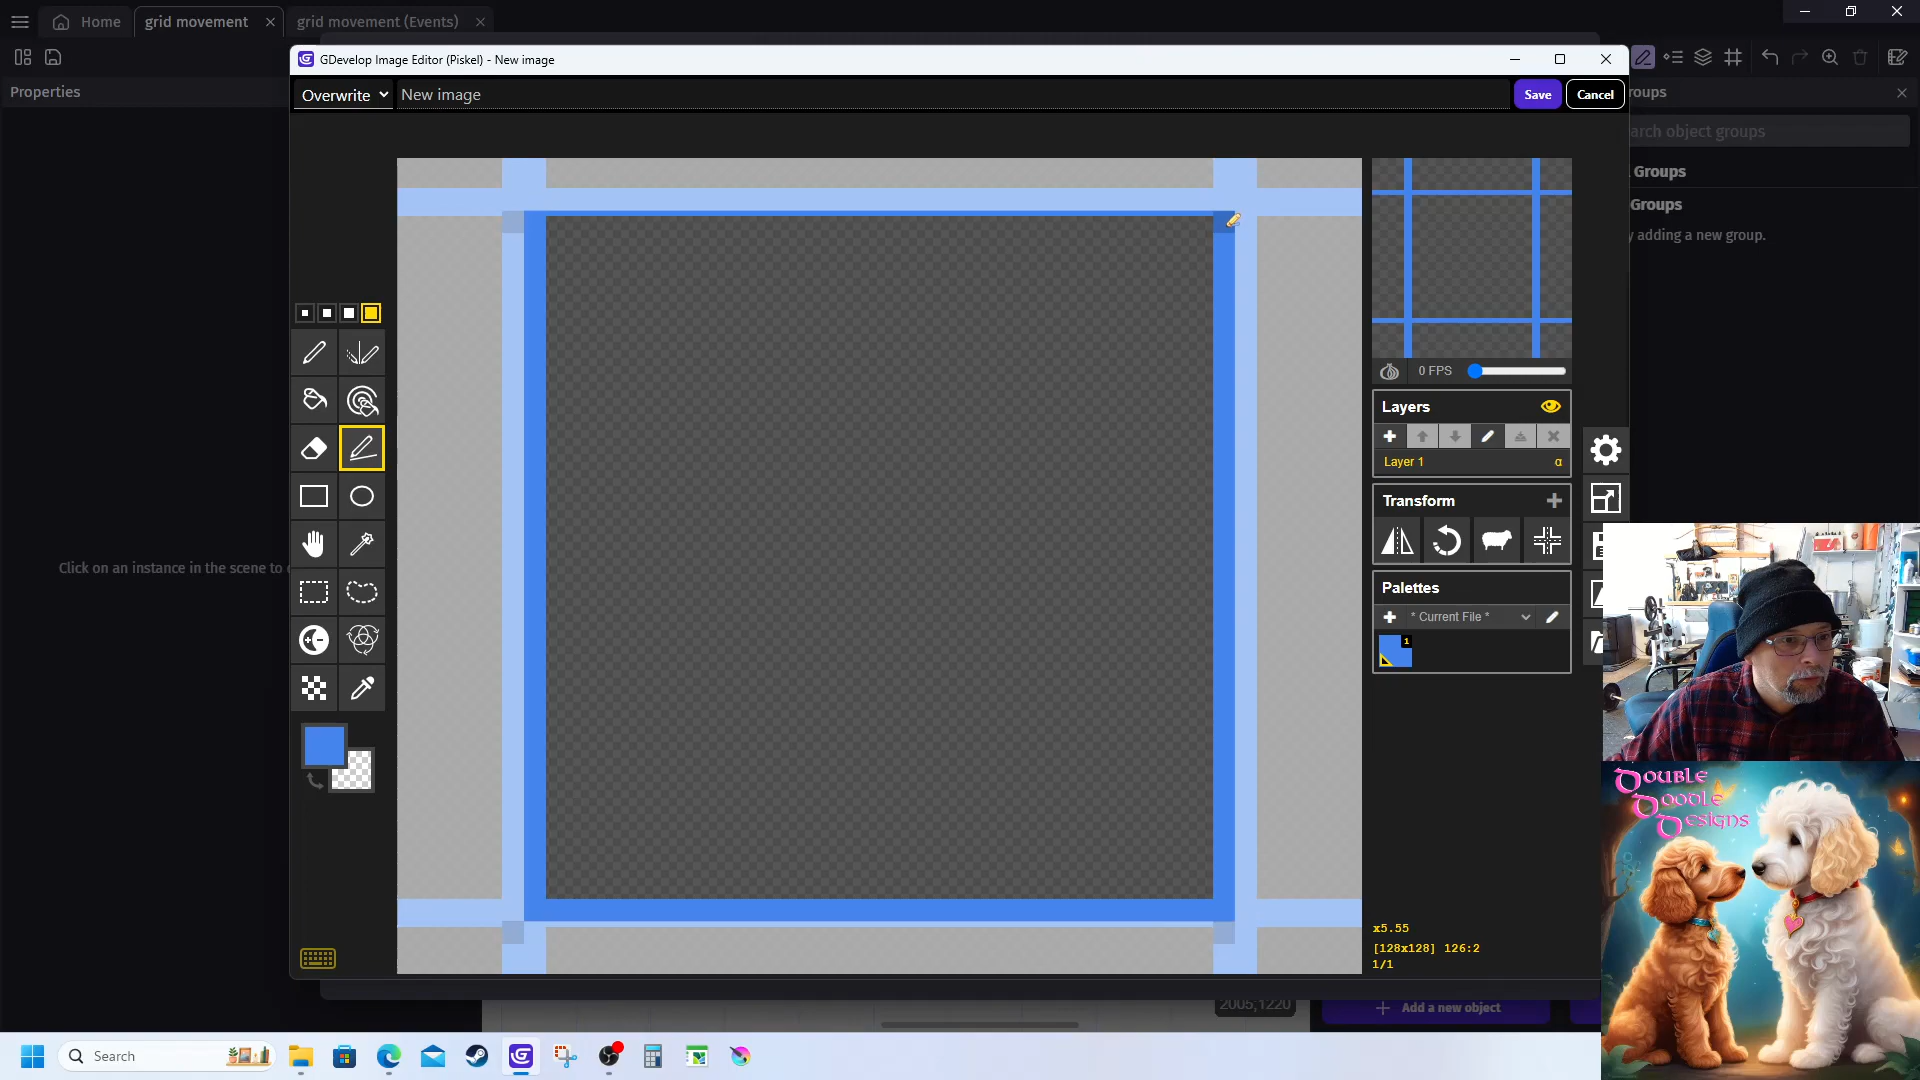 Home
grid movement
grid movement (Events)
GDevelop Image Editor (Piskel) - New image
Properties
Overwrite
New image
Save
Cancel
oups
arch object groups
Groups
Groups
y adding a new group.
Click on an instance in the scene to
0 FPS
Layers
Layer 1
α
Transform
Palettes
* Current File *
1
x5.55
[128x128] 126:2
1/1
2005;1220
Add a new object
Double
Doodle
Designs
Search